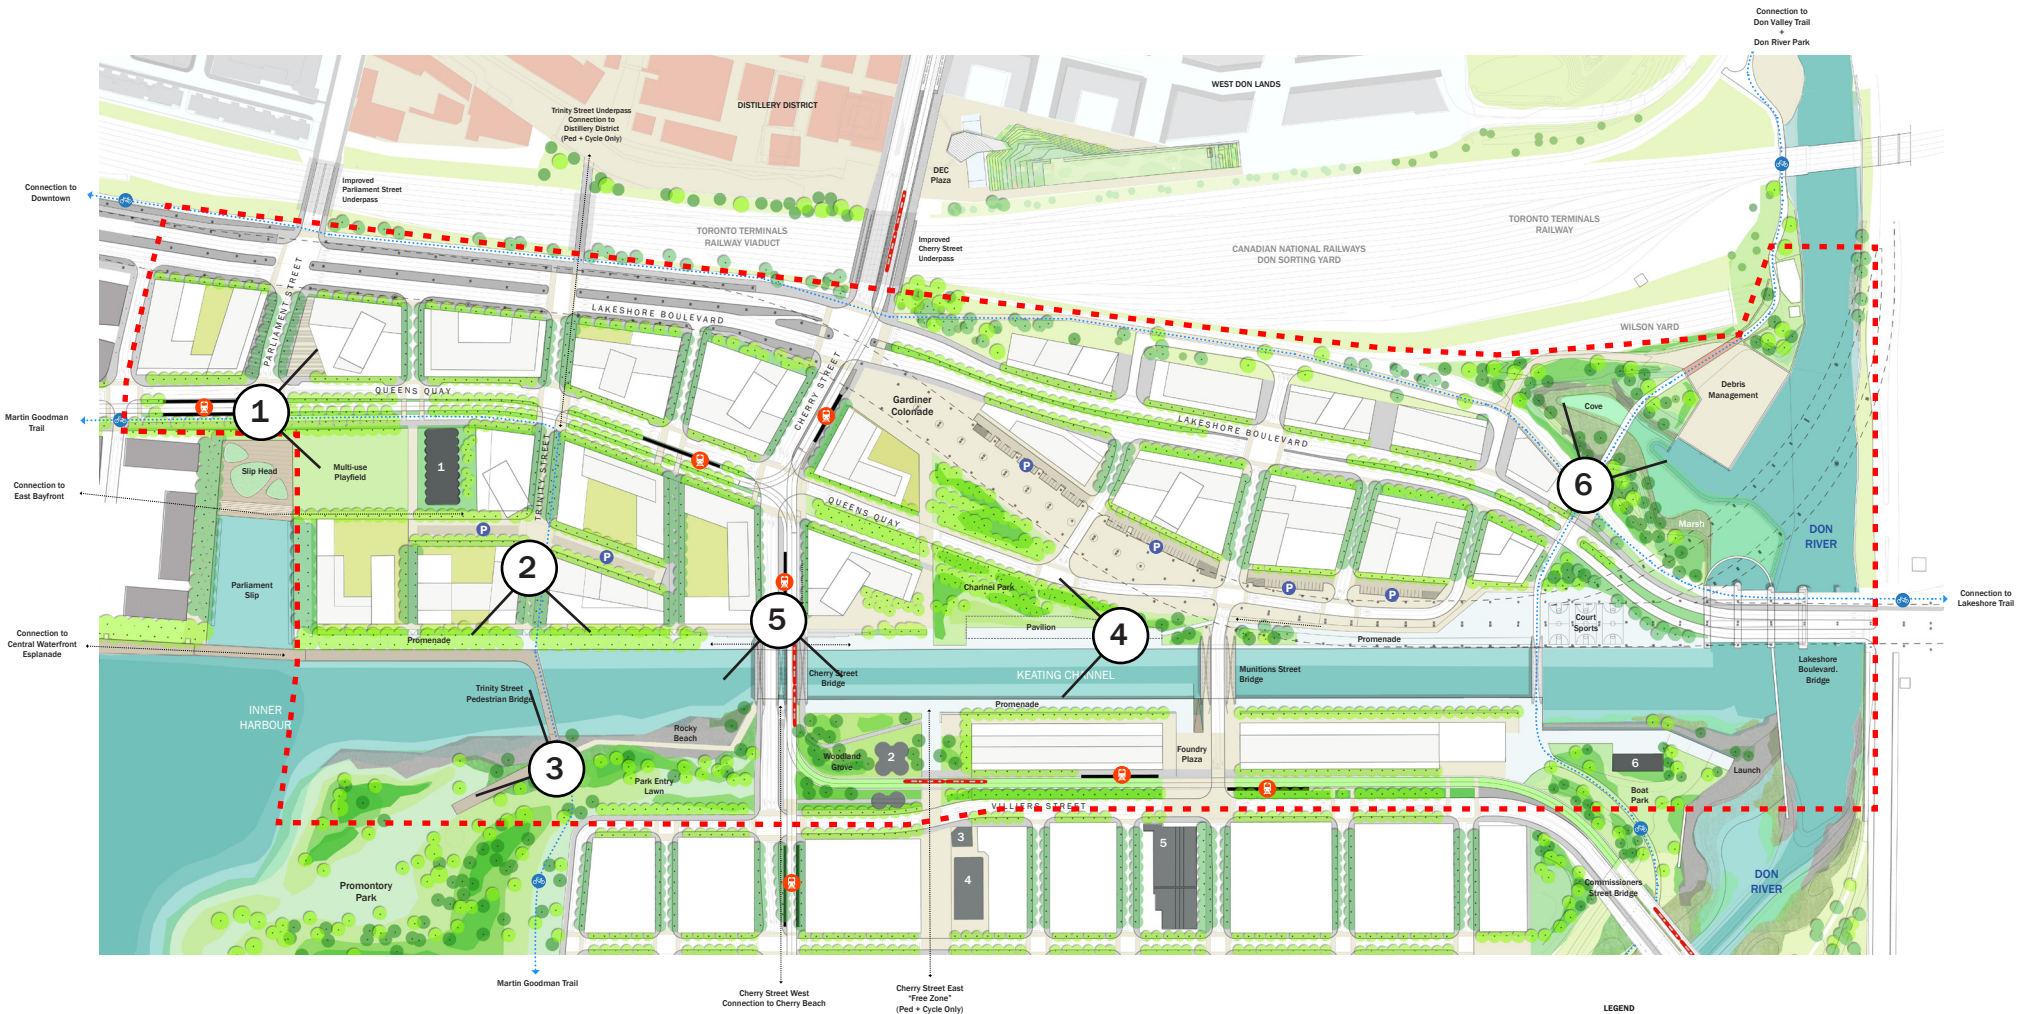 Connection to
Don Valley Trail
+
Don River Park
WEST DON LANDS
DISTILLERY DISTRICT
Trinity Street Underpass
Connection to
Distillery District
(Ped + Cycle Only)
DEC
Plaza
Connection to
Downtown
Improved
Parliament Street
Underpass
TORONTO TERMINALS
RAILWAY VIADUCT
Improved
Cherry Street
Underpass
CANADIAN NATIONAL RAILWAYS
DON SORTING YARD
TORONTO TERMINALS
RAILWAY
WILSON YARD
PARLIAMENT STREET
LAKESHORE BOULEVARD
CHERRY STREET
QUEENS QUAY
Gardiner
Colonade
LAKESHORE BOULEVARD
Debris
Management
Cove
Martin Goodman
Trail
1
Slip Head
Multi-use
Playfield
1
TRINITY STREET
P
6
Connection to
East Bayfront
QUEENS QUAY
P
P
P
Marsh
DON
RIVER
2
Parliament
Slip
Channel Park
P
P
Connection to
Lakeshore Trail
Connection to
Central Waterfront
Esplanade
Promenade
5
Pavilion
4
Promenade
Court
Sports
Cherry Street
Bridge
KEATING CHANNEL
Munitions Street
Bridge
Lakeshore
Boulevard.
Bridge
Trinity Street
Pedestrian Bridge
INNER
HARBOUR
Promenade
Rocky
Beach
Woodland
Grove
2
Foundry
Plaza
3
Park Entry
Lawn
6
Launch
Boat
Park
VILLIERS STREET
3
4
5
Promontory
Park
Commissioners
Street Bridge
DON
RIVER
Martin Goodman Trail
Cherry Street West
Connection to Cherry Beach
Cherry Street East
"Free Zone"
(Ped + Cycle Only)
LEGEND